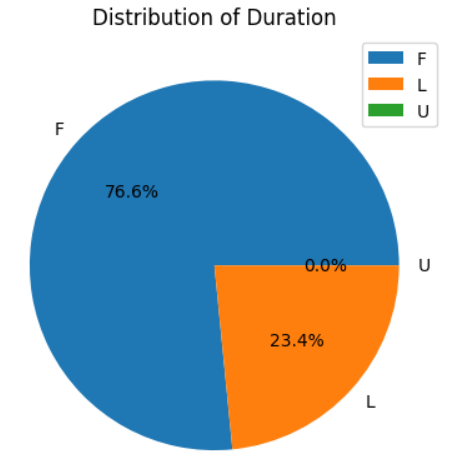 Distribution of Duration
F
L
U
F
76.6%
0.0%
U
23.4%
L